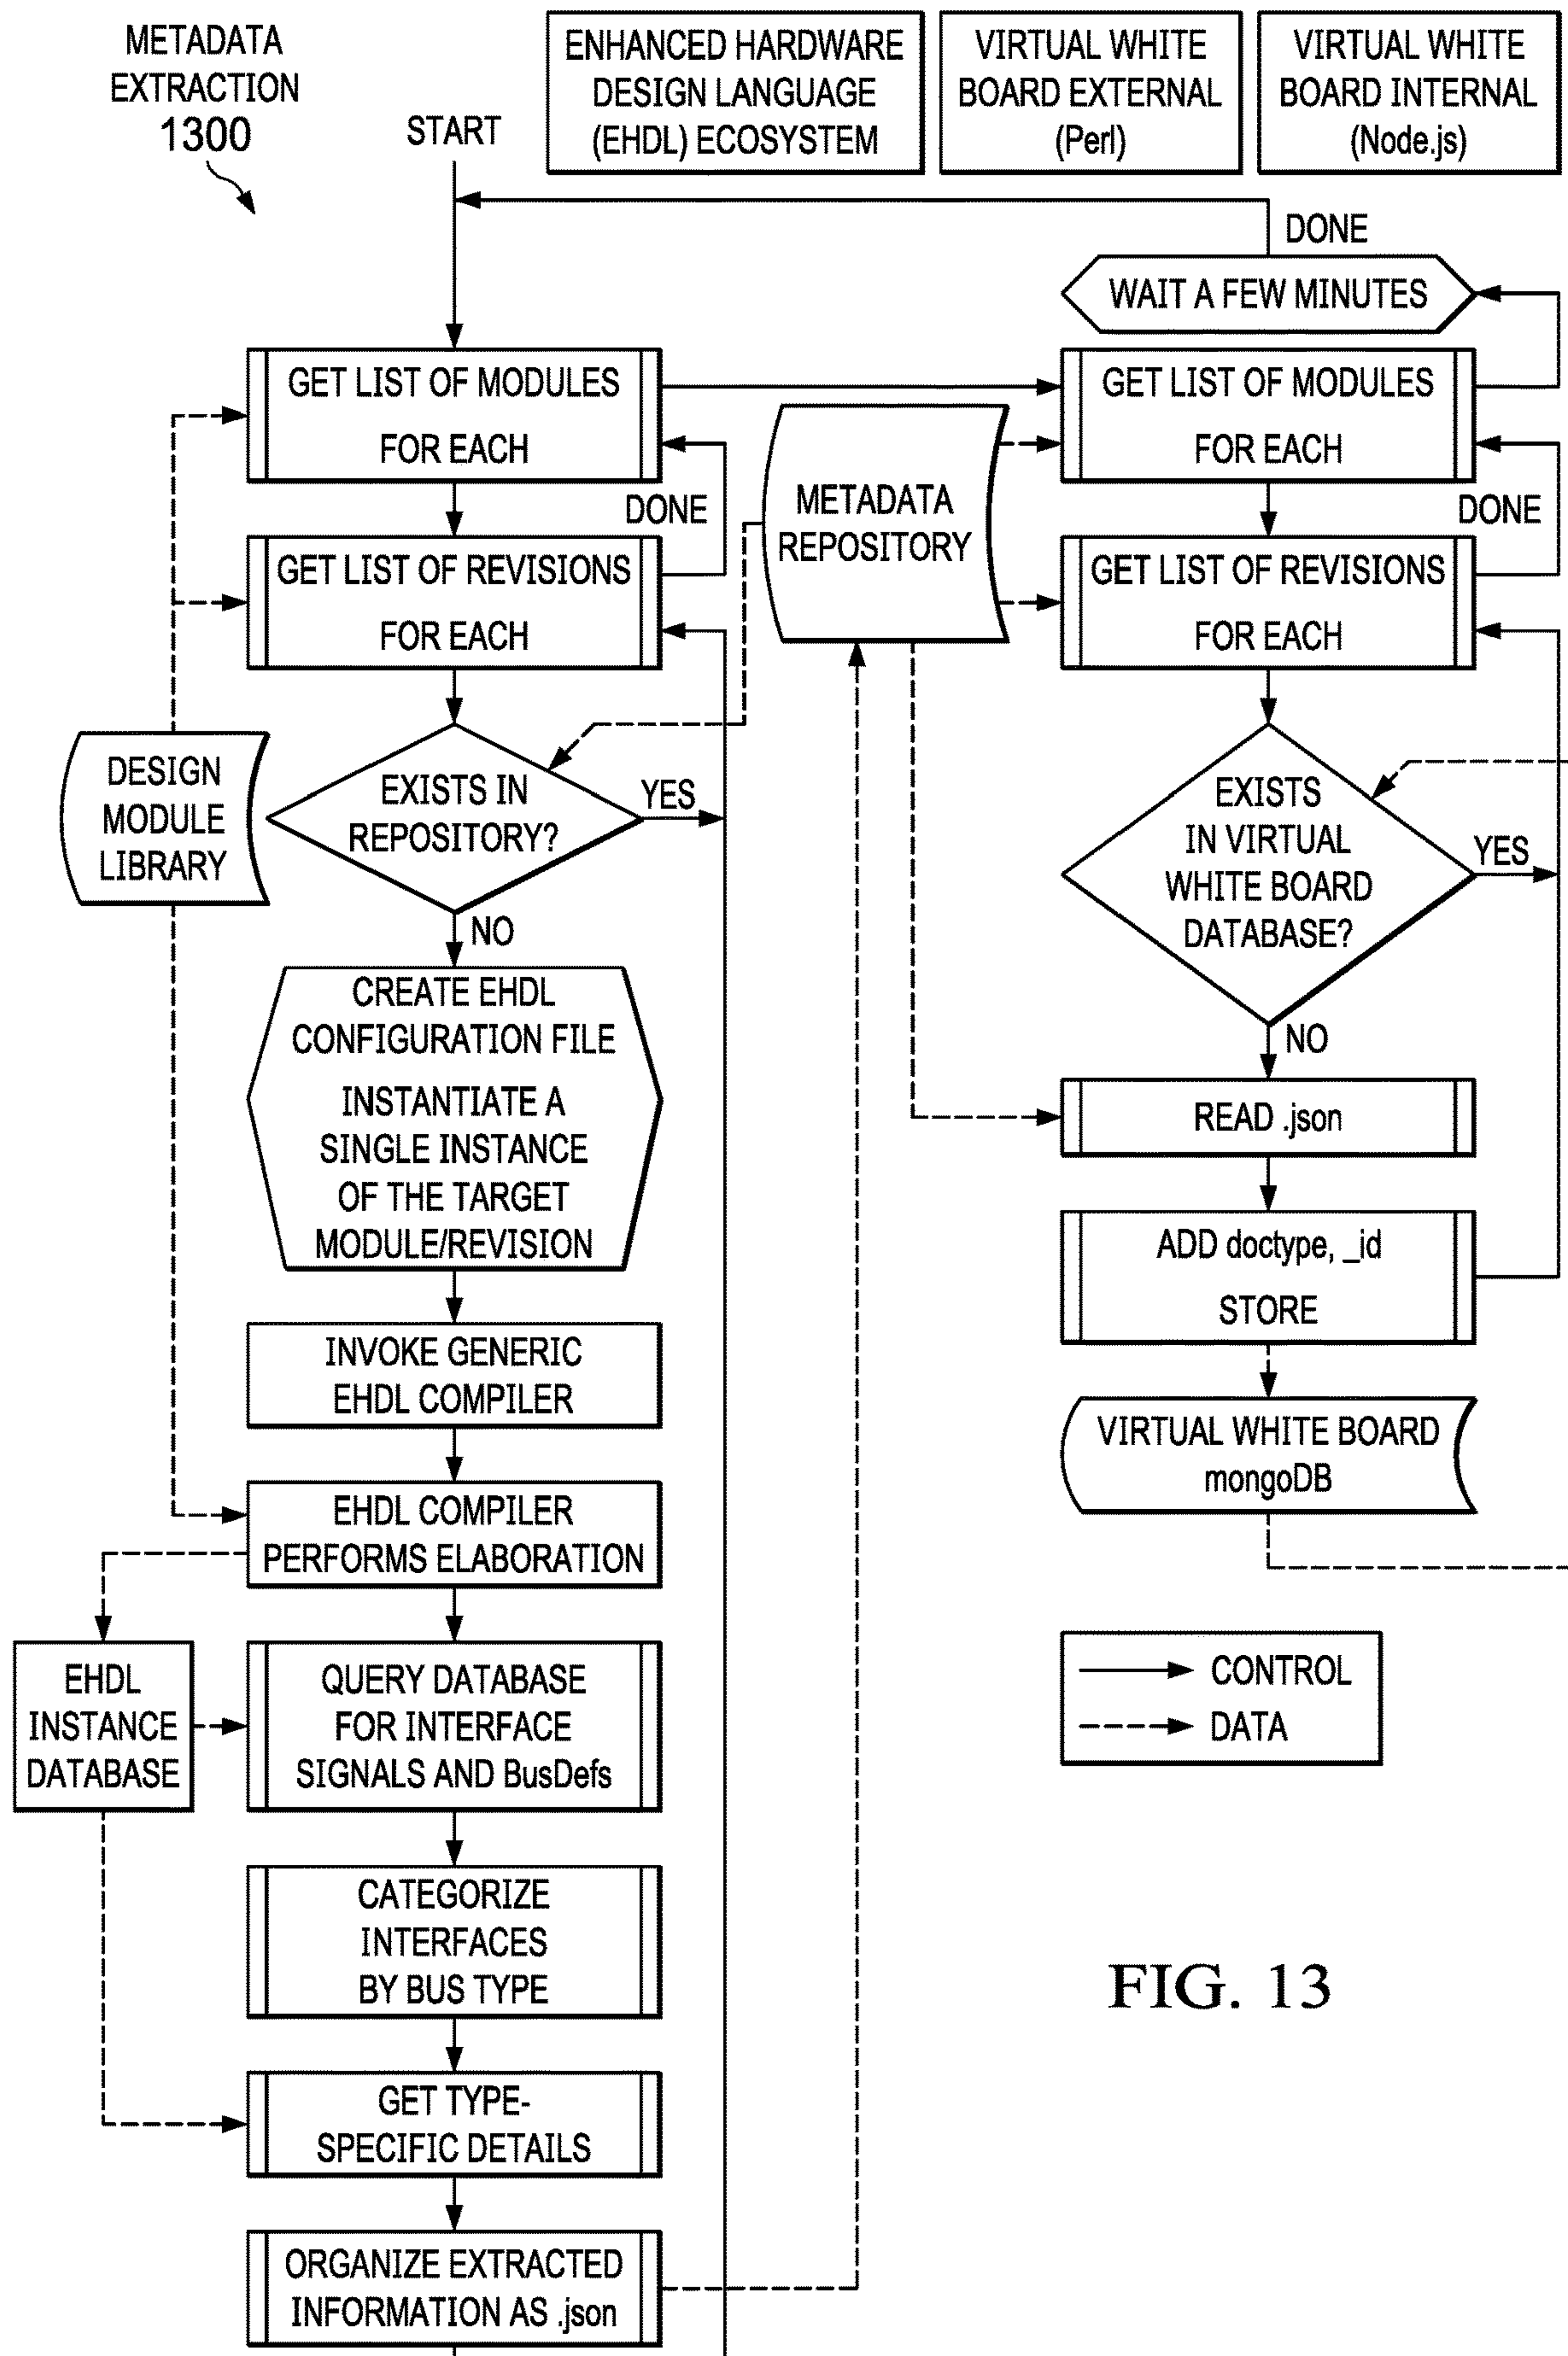 METADATA
EXTRACTION
1300
START
ENHANCED HARDWARE
DESIGN LANGUAGE
(EHDL) ECOSYSTEM
VIRTUAL WHITE
BOARD EXTERNAL
(Perl)
VIRTUAL WHITE
BOARD INTERNAL
(Node.js)
DONE
WAIT A FEW MINUTES
GET LIST OF MODULES
FOR EACH
DONE
GET LIST OF REVISIONS
FOR EACH
METADATA
REPOSITORY
GET LIST OF MODULES
FOR EACH
DONE
GET LIST OF REVISIONS
FOR EACH
DESIGN
MODULE
LIBRARY
EXISTS IN
REPOSITORY?
YES
NO
EXISTS
IN VIRTUAL
WHITE BOARD
DATABASE?
YES
NO
CREATE EHDL
CONFIGURATION FILE
INSTANTIATE A
SINGLE INSTANCE
OF THE TARGET
MODULE/REVISION
READ .json
ADD doctype, _id
STORE
INVOKE GENERIC
EHDL COMPILER
VIRTUAL WHITE BOARD
mongoDB
EHDL COMPILER
PERFORMS ELABORATION
EHDL
INSTANCE
DATABASE
QUERY DATABASE
FOR INTERFACE
SIGNALS AND BusDefs
CONTROL
DATA
CATEGORIZE
INTERFACES
BY BUS TYPE
GET TYPE-
SPECIFIC DETAILS
ORGANIZE EXTRACTED
INFORMATION AS .json
FIG. 13